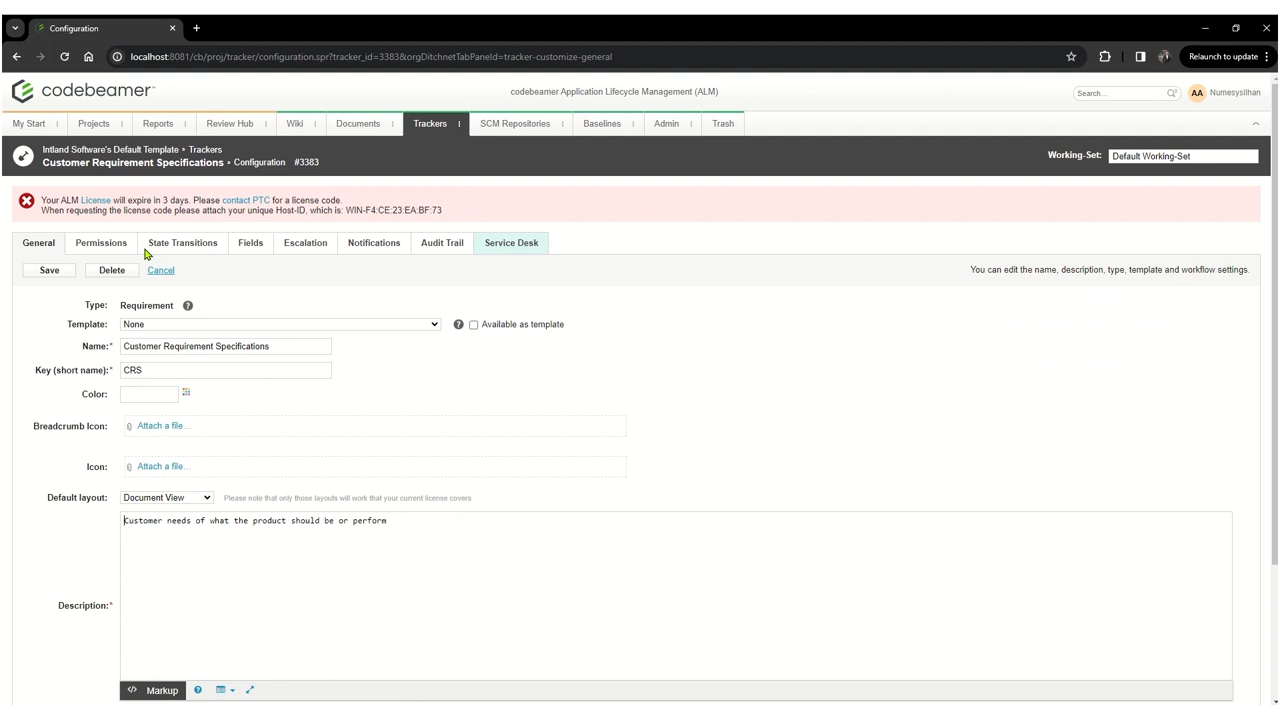 Configuration
localhost:8081/cb/proj/tracker/configuration.spr?tracker_id=3383&orgDitchnetTabPaneId=tracker-customize-general
Relaunch to update
codebeamer
codebeamer Application Lifecycle Management (ALM)
Search...
AA
Numesysilhan
My Start
Projects
Reports
Review Hub
Wiki
Documents
Trackers
SCM Repositories
Baselines
Admin
Trash
Intland Software's Default Template ▸ Trackers
Customer Requirement Specifications ▸ Configuration #3383
Working-Set: Default Working-Set
Your ALM License will expire in 3 days. Please contact PTC for a license code.
When requesting the license code please attach your unique Host-ID, which is: WIN-F4:CE:23:EA:BF:73
General
Permissions
State Transitions
Fields
Escalation
Notifications
Audit Trail
Service Desk
Save
Delete
Cancel
You can edit the name, description, type, template and workflow settings.
Type: Requirement ?
Template: None ? Available as template
Name:* Customer Requirement Specifications
Key (short name):* CRS
Color:
Breadcrumb Icon: Attach a file...
Icon: Attach a file...
Default layout: Document View Please note that only those layouts will work that your current license covers
Customer needs of what the product should be or perform
Description:*
</> Markup ?